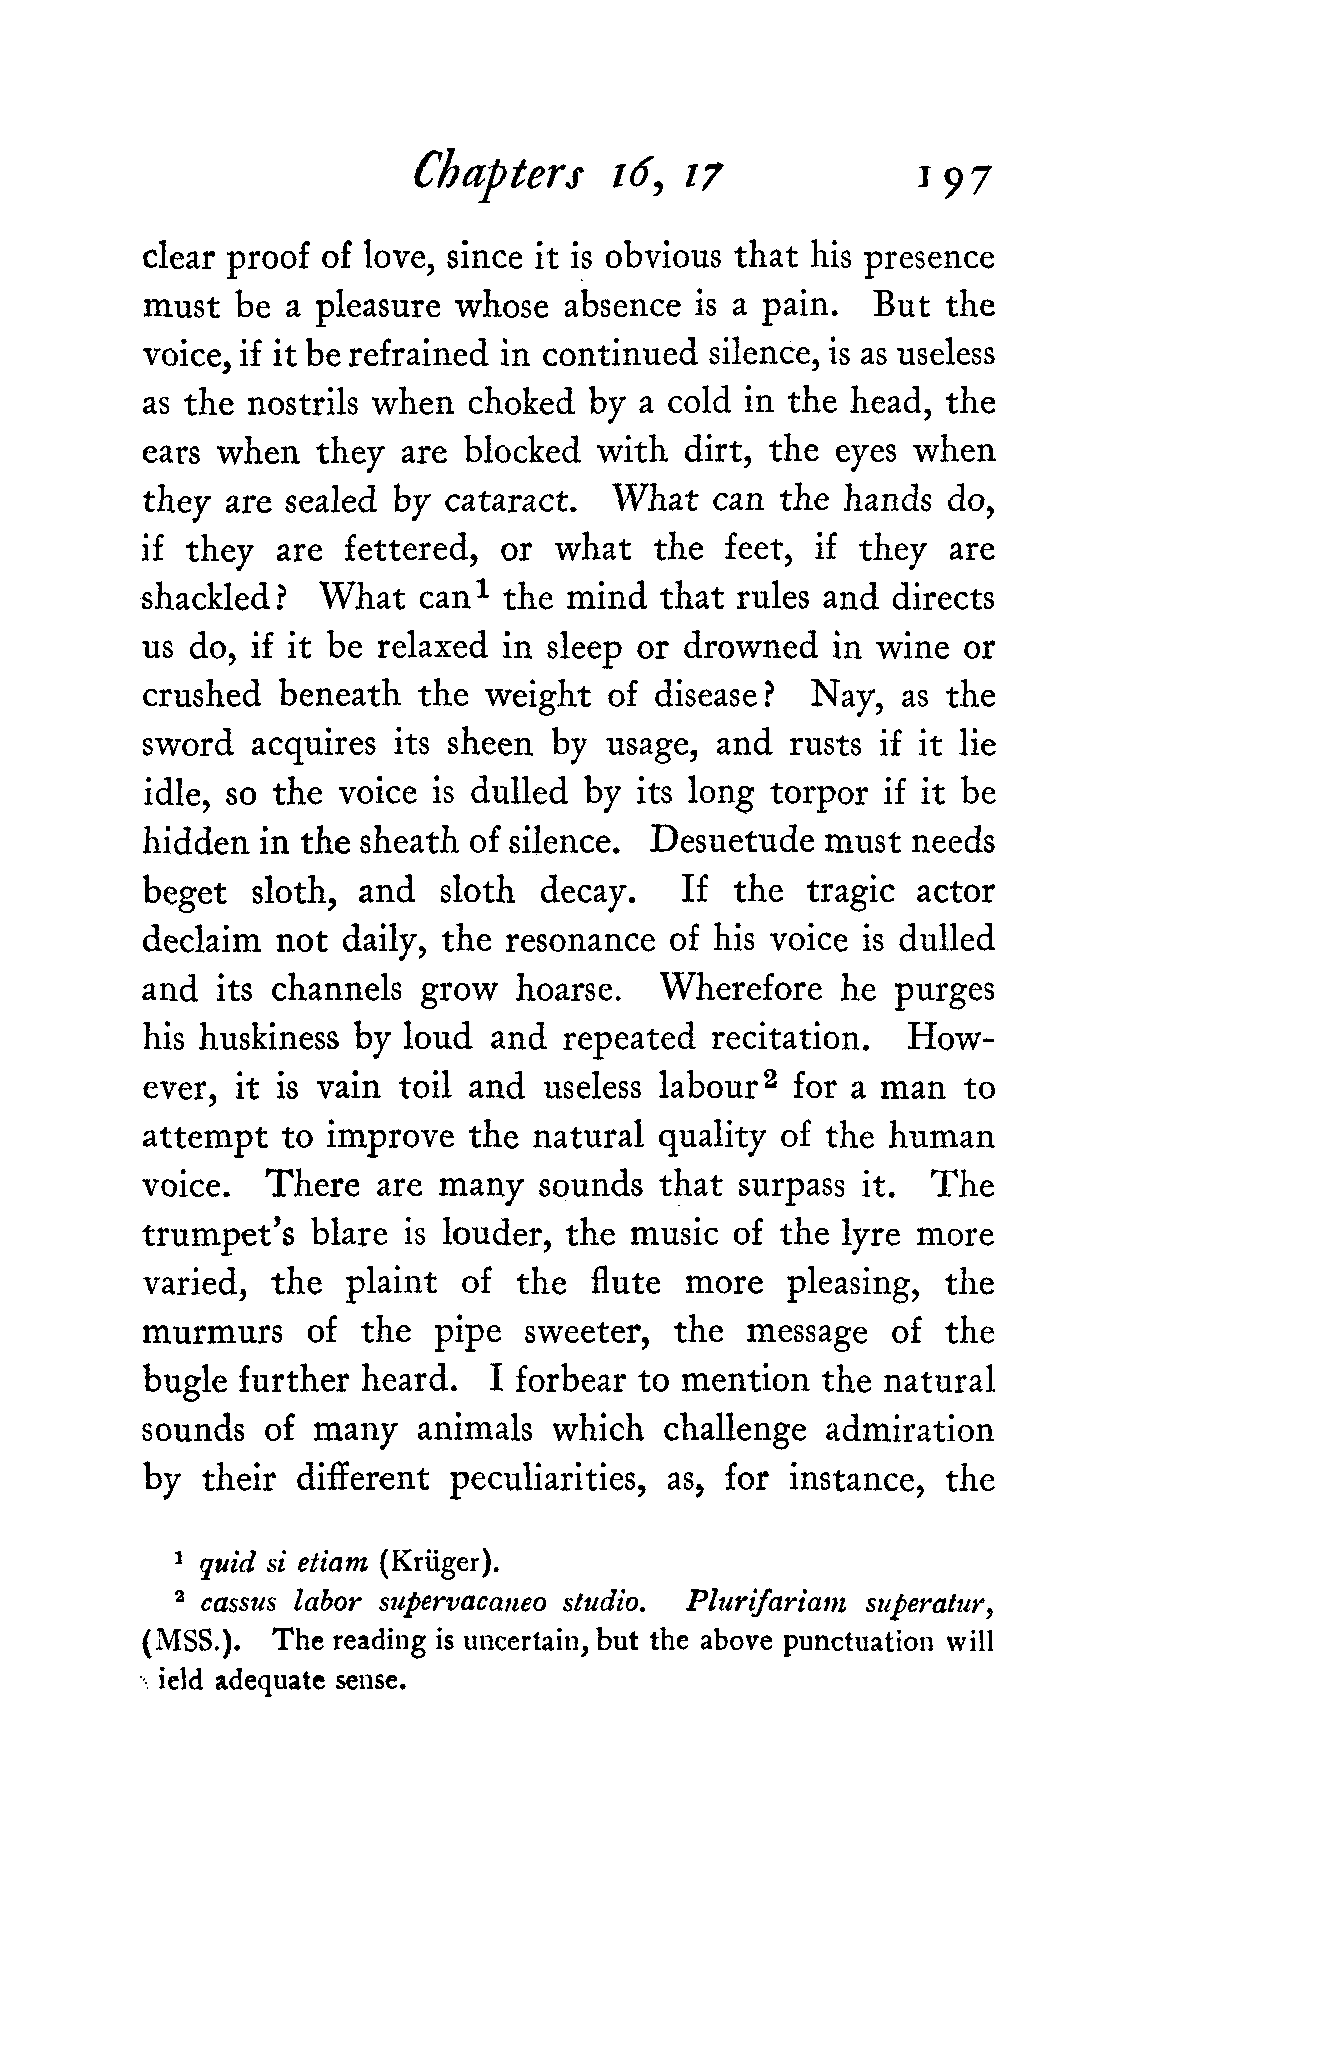 Chapters 16, 17 197
clear proof of love, since it is obvious that his presence
must be a pleasure whose absence is a pain. But the
voice, if it be refrained in continued silence, is as useless
as the nostrils when choked by a cold in the head, the
ears when they are blocked with dirt, the eyes when
they are sealed by cataract. What can the hands do,
if they are fettered, or what the feet, if they are
shackled? What can¹ the mind that rules and directs
us do, if it be relaxed in sleep or drowned in wine or
crushed beneath the weight of disease? Nay, as the
sword acquires its sheen by usage, and rusts if it lie
idle, so the voice is dulled by its long torpor if it be
hidden in the sheath of silence. Desuetude must needs
beget sloth, and sloth decay. If the tragic actor
declaim not daily, the resonance of his voice is dulled
and its channels grow hoarse. Wherefore he purges
his huskiness by loud and repeated recitation. How-
ever, it is vain toil and useless labour² for a man to
attempt to improve the natural quality of the human
voice. There are many sounds that surpass it. The
trumpet's blare is louder, the music of the lyre more
varied, the plaint of the flute more pleasing, the
murmurs of the pipe sweeter, the message of the
bugle further heard. I forbear to mention the natural
sounds of many animals which challenge admiration
by their different peculiarities, as, for instance, the
¹ quid si etiam (Krüger).
² cassus labor supervacaneo studio. Plurifariam superatur,
(MSS.). The reading is uncertain, but the above punctuation will
ield adequate sense.